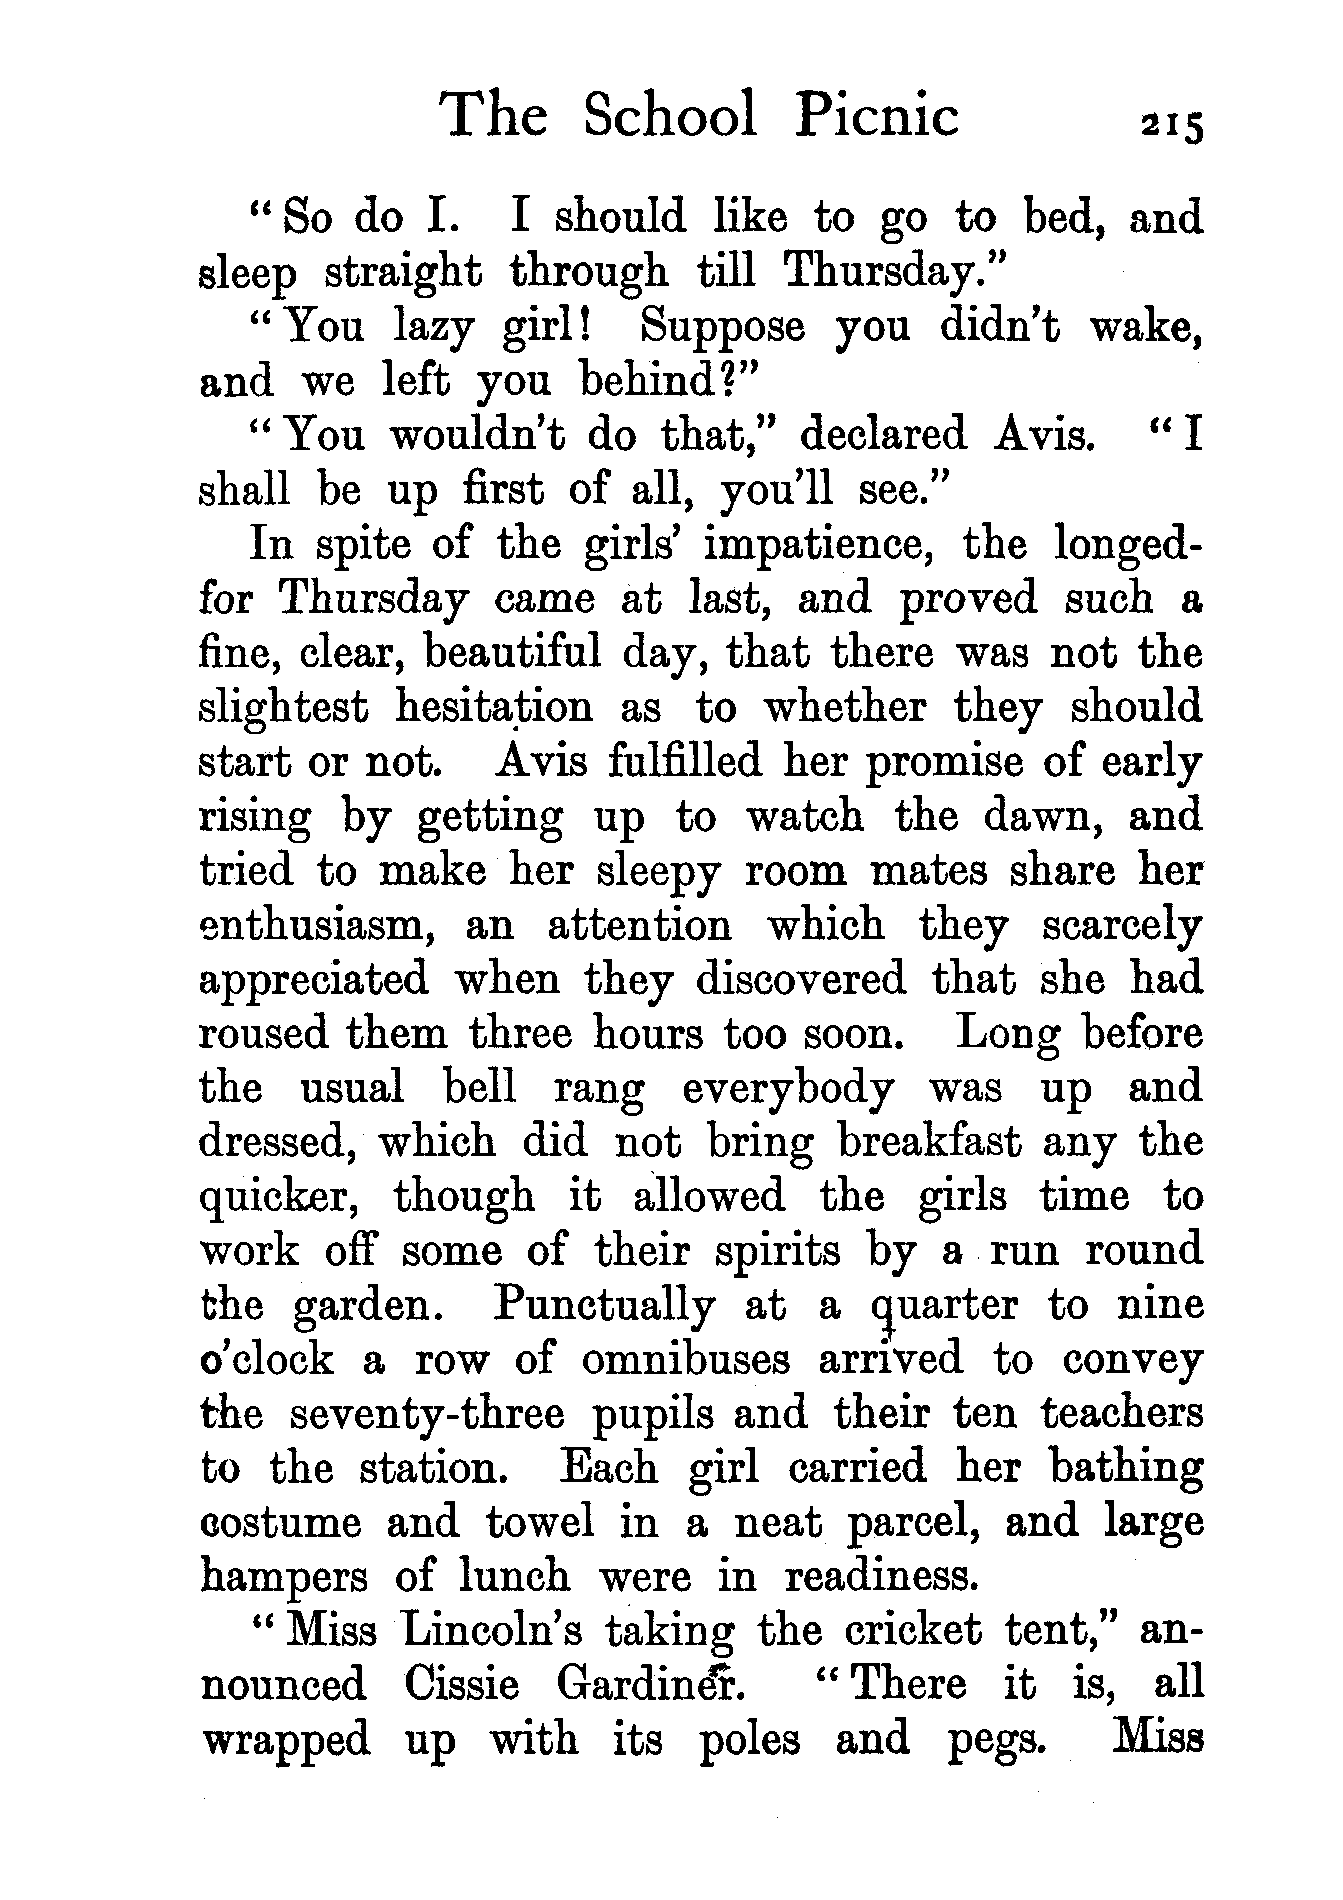 The School Picnic 215
“So do I. I should like to go to bed, and
sleep straight through till Thursday.”
“You lazy girl! Suppose you didn't wake,
and we left you behind?”
“You wouldn't do that,” declared Avis. “I
shall be up first of all, you'll see.”
In spite of the girls' impatience, the longed-
for Thursday came at last, and proved such a
fine, clear, beautiful day, that there was not the
slightest hesitation as to whether they should
start or not. Avis fulfilled her promise of early
rising by getting up to watch the dawn, and
tried to make her sleepy room mates share her
enthusiasm, an attention which they scarcely
appreciated when they discovered that she had
roused them three hours too soon. Long before
the usual bell rang everybody was up and
dressed, which did not bring breakfast any the
quicker, though it allowed the girls time to
work off some of their spirits by a run round
the garden. Punctually at a quarter to nine
o'clock a row of omnibuses arrived to convey
the seventy-three pupils and their ten teachers
to the station. Each girl carried her bathing
costume and towel in a neat parcel, and large
hampers of lunch were in readiness.
“Miss Lincoln's taking the cricket tent,” an-
nounced Cissie Gardiner. “There it is, all
wrapped up with its poles and pegs. Miss